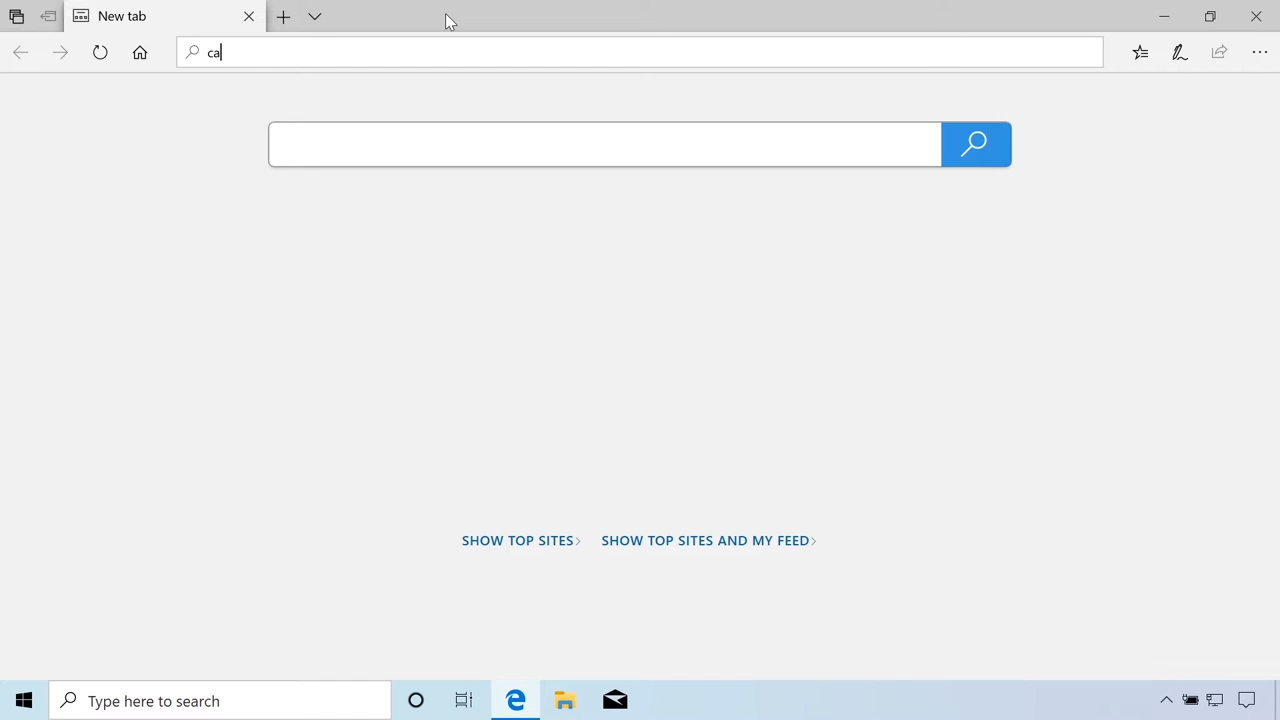 New tab
ca
SHOW TOP SITES
SHOW TOP SITES AND MY FEED
Type here to search